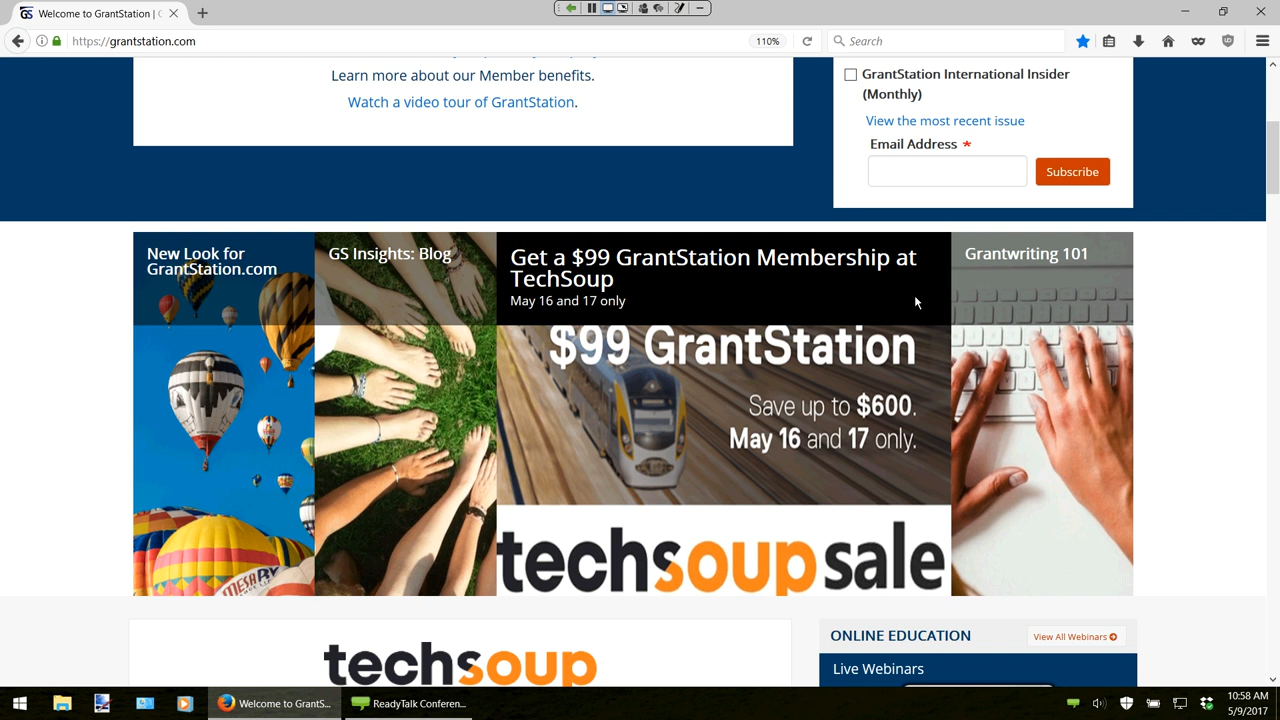 Welcome to GrantStation | G
https://grantstation.com
110%
Search
Learn more about our Member benefits.
Watch a video tour of GrantStation.
GrantStation International Insider
(Monthly)
View the most recent issue
Email Address *
Subscribe
New Look for
GrantStation.com
GS Insights: Blog
Get a $99 GrantStation Membership at
TechSoup
May 16 and 17 only
Grantwriting 101
$99 GrantStation
Save up to $600.
May 16 and 17 only.
techsoup sale
MESA RV
techsoup
ONLINE EDUCATION
View All Webinars
Live Webinars
Welcome to GrantS...
ReadyTalk Conferen...
10:58 AM
5/9/2017